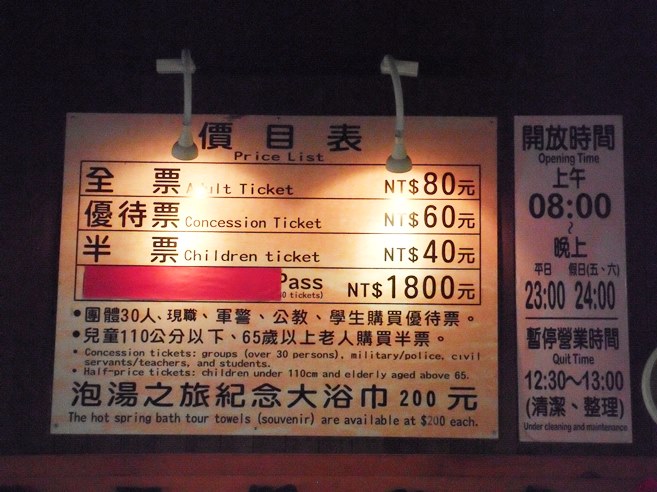 價目表
Price List
全 票 Adult Ticket NT$80元
優待票 Concession Ticket NT$60元
半 票 Children ticket NT$40元
Pass NT$1800元
tickets)
•團體30人、現職、軍警、公教、學生購買優待票。
•兒童110公分以下、65歲以上老人購買半票。
• Concession tickets: groups (over 30 persons), military/police, civil
servants/teachers, and students.
• Half-price tickets: children under 110cm and elderly aged above 65.
泡湯之旅紀念大浴巾 200 元
The hot spring bath tour towels (souvenir) are available at $200 each.
開放時間
Opening Time
上午
08:00
~
晚上
平日 假日(五、六)
23:00 24:00
暫停營業時間
Quit Time
12:30~13:00
(清潔、整理)
Under cleaning and maintenance